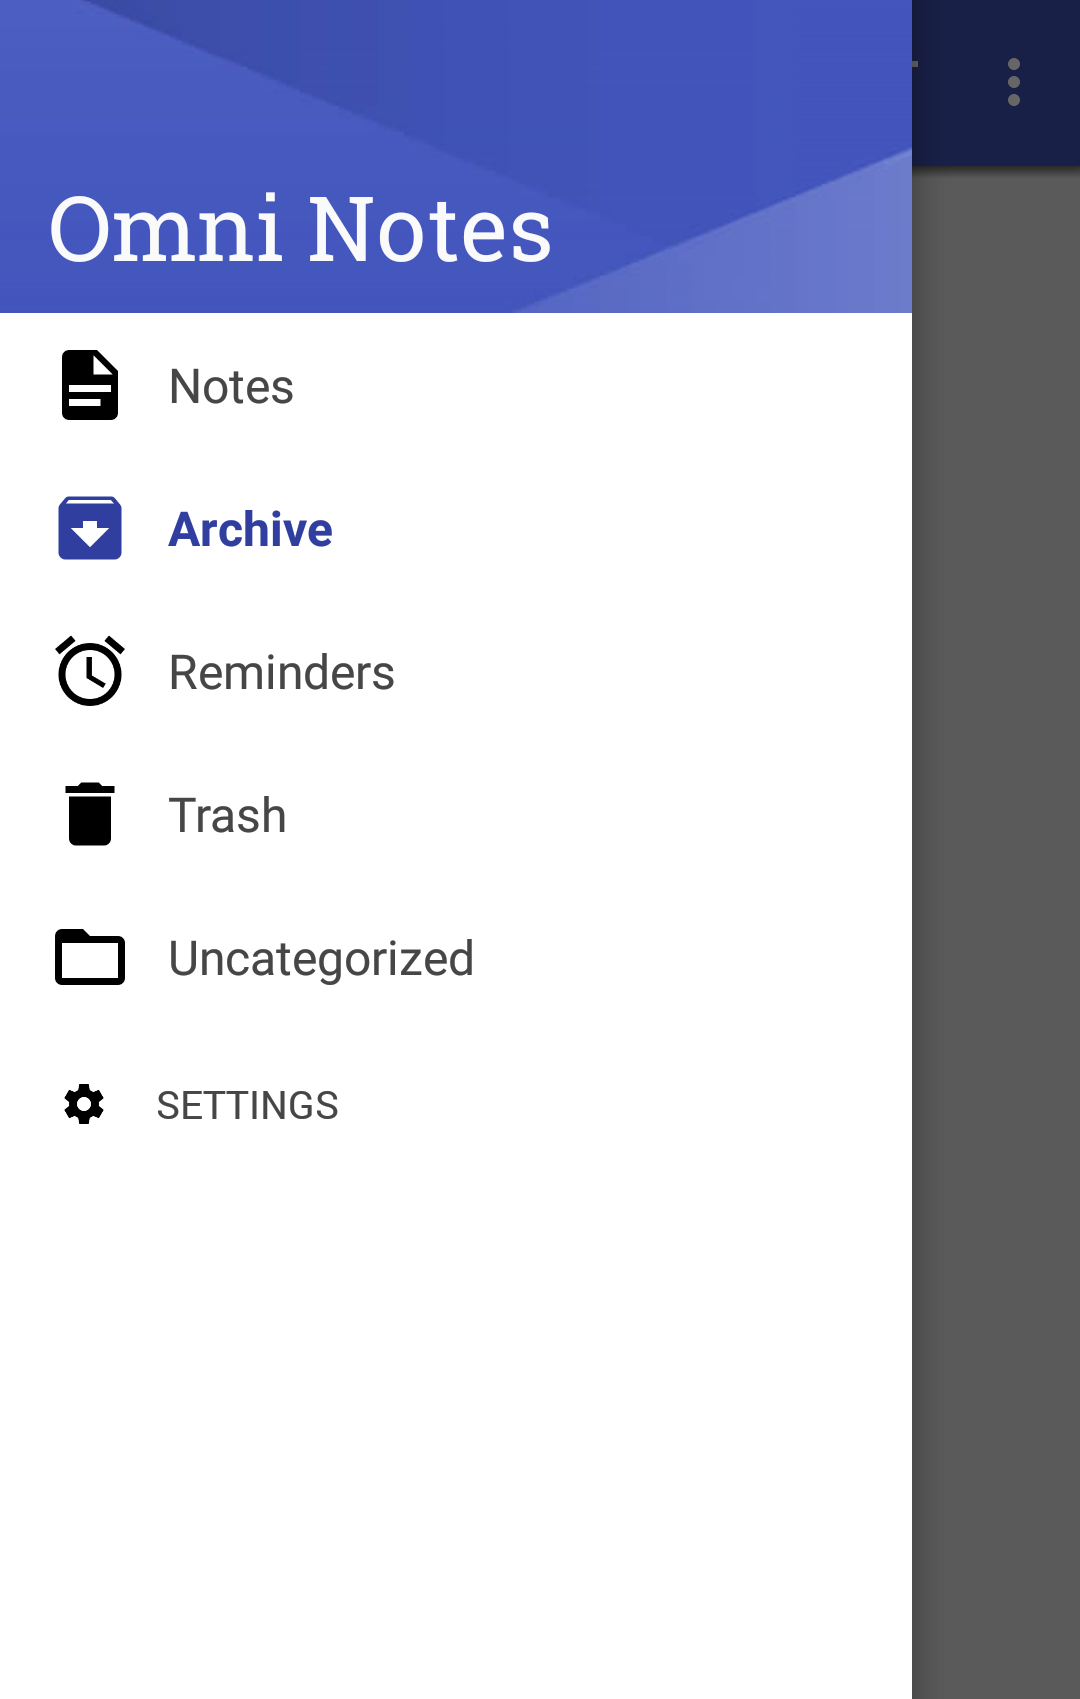 Omni Notes
Notes
Archive
Reminders
Trash
Uncategorized
SETTINGS